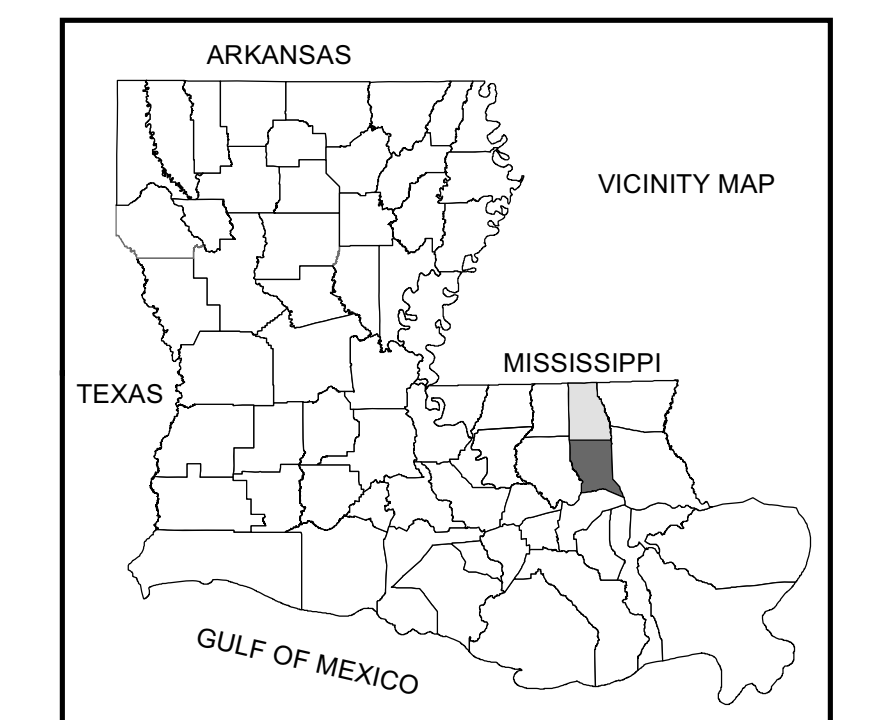 ARKANSAS
VICINITY MAP
MISSISSIPPI
TEXAS
GULF OF MEXICO